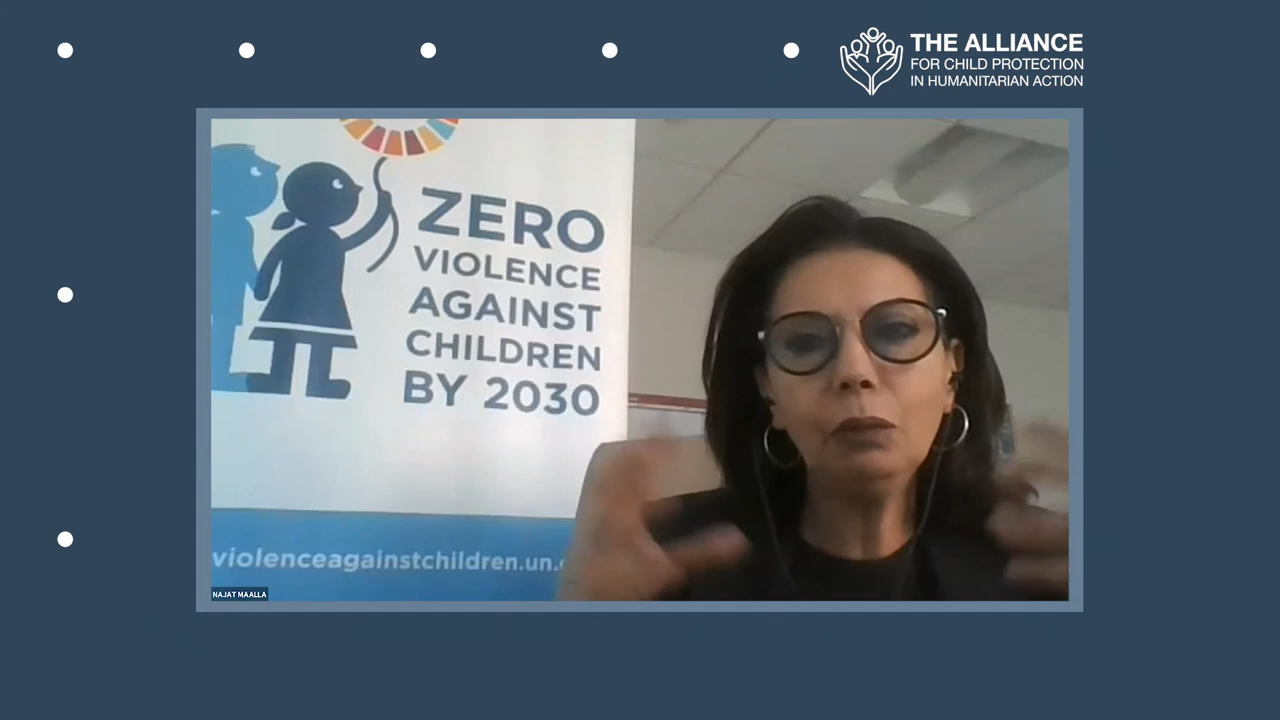 THE ALLIANCE
FOR CHILD PROTECTION
IN HUMANITARIAN ACTION
ZERO
VIOLENCE
AGAINST
CHILDREN
BY 2030
violenceagainstchildren.un.
NAJAT MAALLA